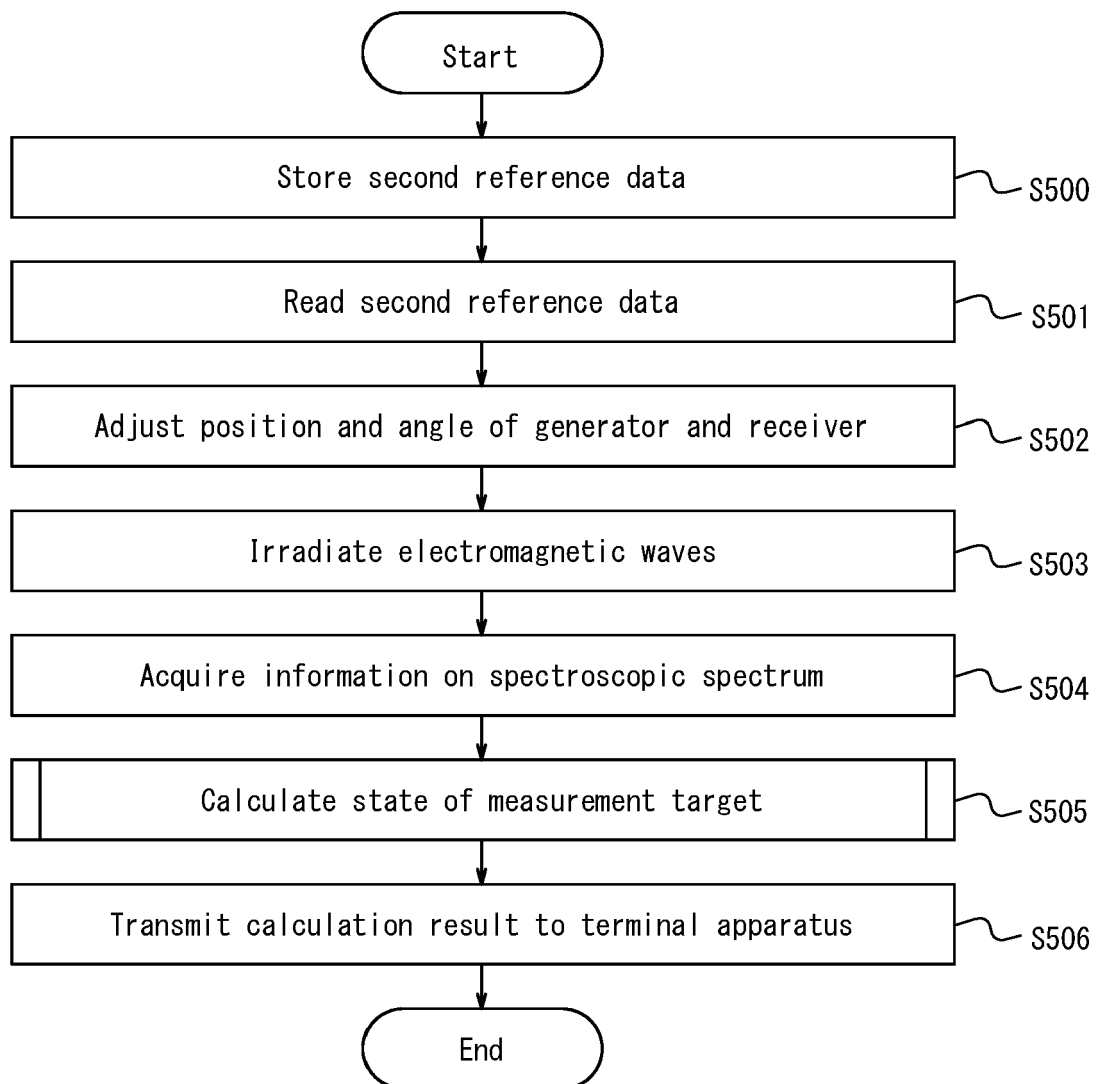 Start
Store second reference data
S500
Read second reference data
S501
Adjust position and angle of generator and receiver
S502
Irradiate electromagnetic waves
S503
Acquire information on spectroscopic spectrum
S504
Calculate state of measurement target
S505
Transmit calculation result to terminal apparatus
S506
End